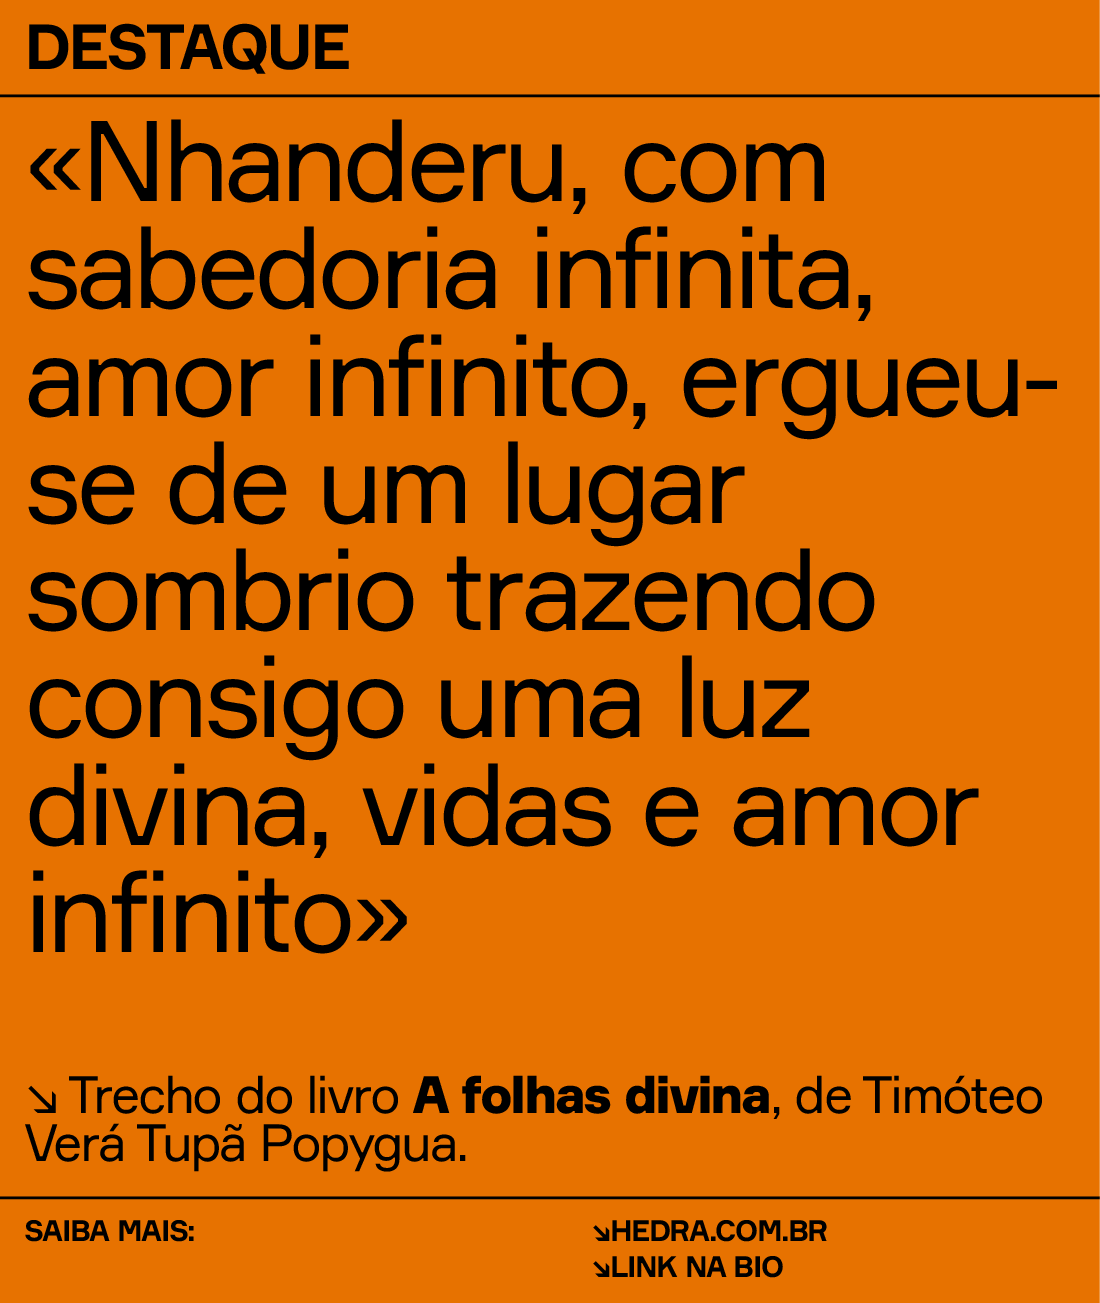 DESTAQUE
«Nhanderu, com
sabedoria infinita,
amor infinito, ergueu-
se de um lugar
sombrio trazendo
consigo uma luz
divina, vidas e amor
infinito»
↘ Trecho do livro A folhas divina, de Timóteo
Verá Tupã Popygua.
SAIBA MAIS:
↘HEDRA.COM.BR
↘LINK NA BIO